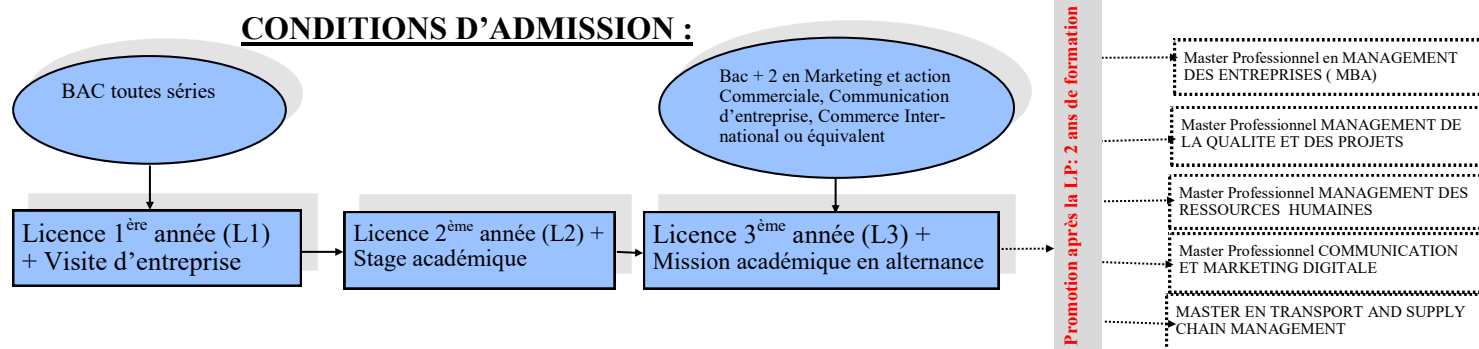 CONDITIONS D'ADMISSION :
BAC toutes séries
Bac + 2 en Marketing et action
Commerciale, Communication
d'entreprise, Commerce Inter-
national ou équivalent
Licence 1ère année (L1)
+ Visite d'entreprise
Licence 2ème année (L2) +
Stage académique
Licence 3ème année (L3) +
Mission académique en alternance
Promotion après la LP: 2 ans de formation
Master Professionnel en MANAGEMENT
DES ENTREPRISES ( MBA)
Master Professionnel MANAGEMENT DE
LA QUALITE ET DES PROJETS
Master Professionnel MANAGEMENT DES
RESSOURCES HUMAINES
Master Professionnel COMMUNICATION
ET MARKETING DIGITALE
MASTER EN TRANSPORT AND SUPPLY
CHAIN MANAGEMENT